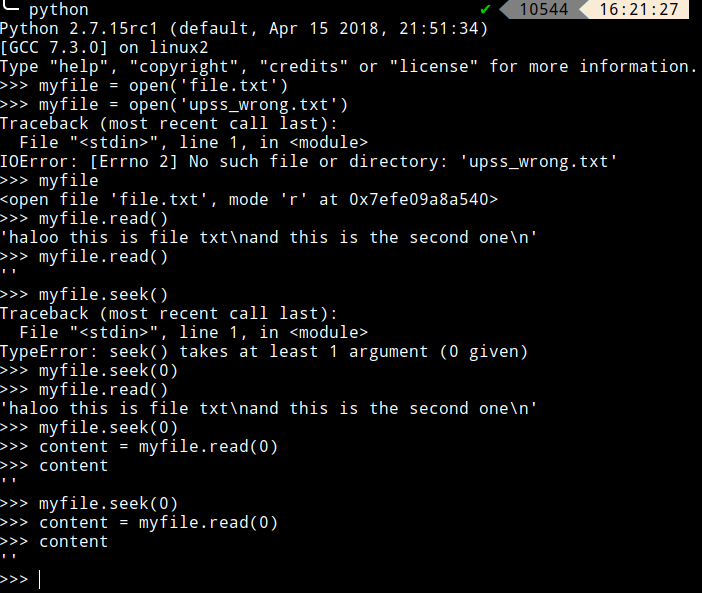 python ✔ 10544 16:21:27
Python 2.7.15rc1 (default, Apr 15 2018, 21:51:34)
[GCC 7.3.0] on linux2
Type "help", "copyright", "credits" or "license" for more information.
>>> myfile = open('file.txt')
>>> myfile = open('upss_wrong.txt')
Traceback (most recent call last):
  File "<stdin>", line 1, in <module>
IOError: [Errno 2] No such file or directory: 'upss_wrong.txt'
>>> myfile
<open file 'file.txt', mode 'r' at 0x7efe09a8a540>
>>> myfile.read()
'haloo this is file txt\nand this is the second one\n'
>>> myfile.read()
''
>>> myfile.seek()
Traceback (most recent call last):
  File "<stdin>", line 1, in <module>
TypeError: seek() takes at least 1 argument (0 given)
>>> myfile.seek(0)
>>> myfile.read()
'haloo this is file txt\nand this is the second one\n'
>>> myfile.seek(0)
>>> content = myfile.read(0)
>>> content
''
>>> myfile.seek(0)
>>> content = myfile.read(0)
>>> content
''
>>>